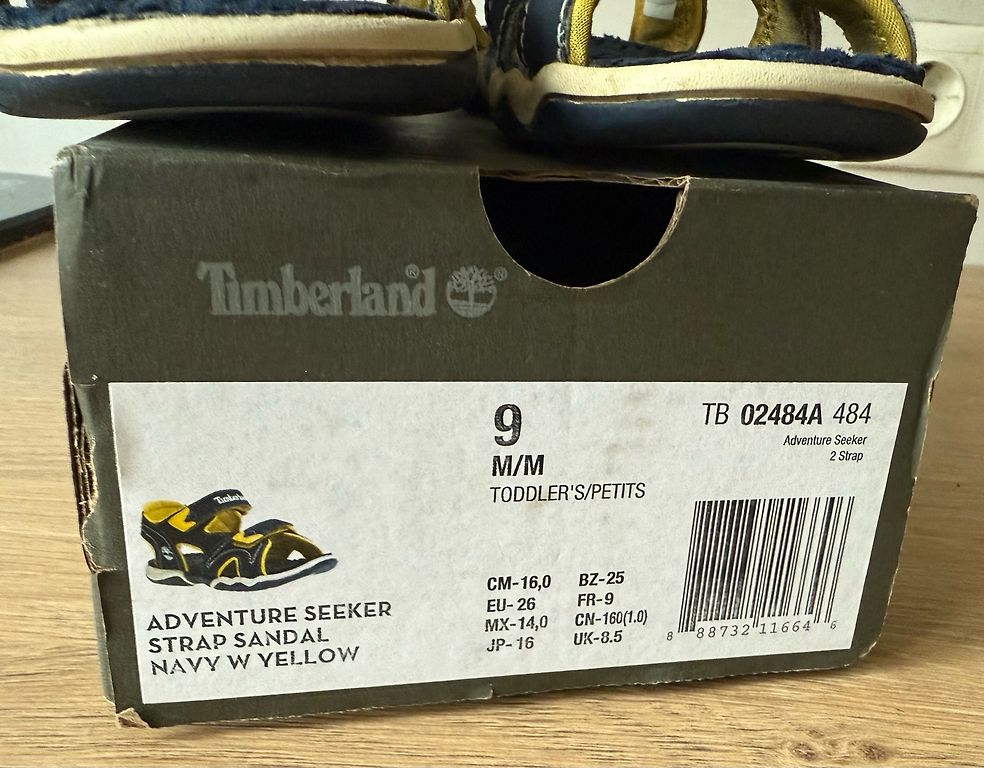 Timberland® ®
9
M/M
TODDLER'S/PETITS
TB 02484A 484
Adventure Seeker
2 Strap
ADVENTURE SEEKER
STRAP SANDAL
NAVY W YELLOW
CM-16,0 BZ-25
EU- 26 FR-9
MX-14,0 CN-160(1.0)
JP- 16 UK-8.5
8 88732 11664 6